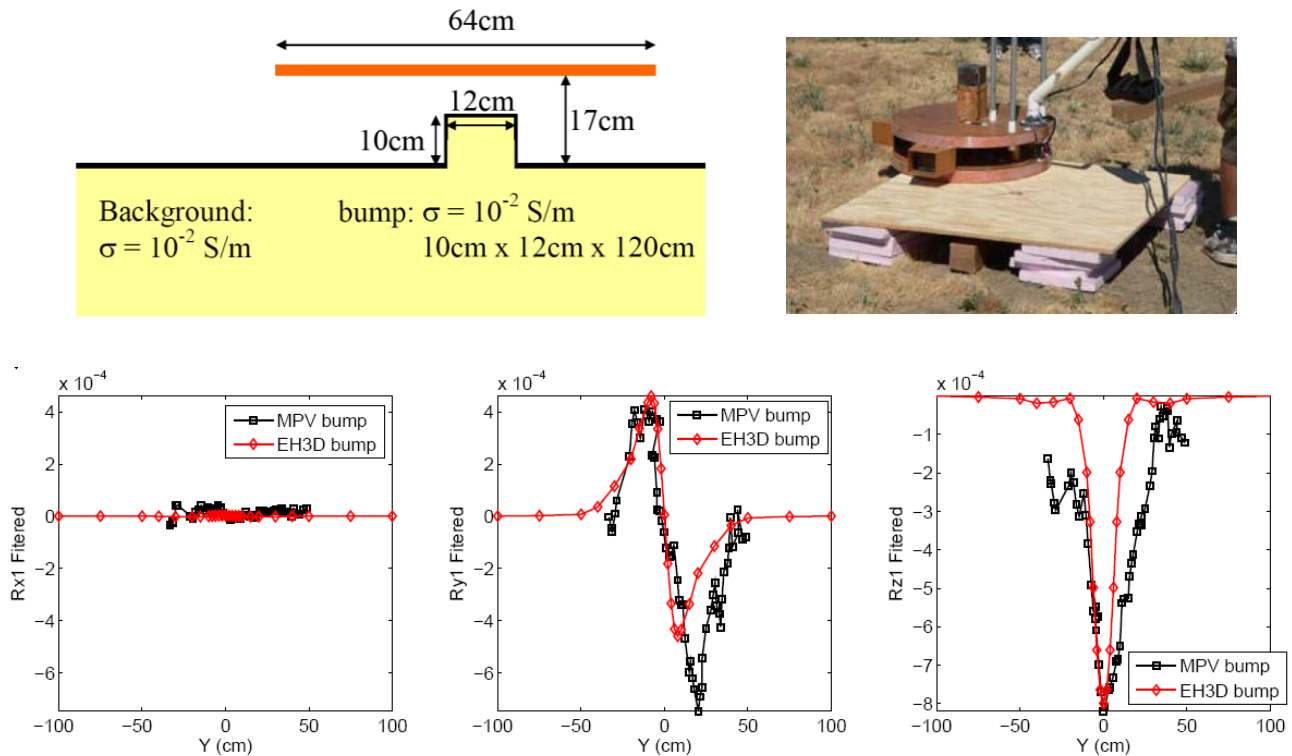 64cm
12cm
10cm
17cm
Background:
σ = 10⁻² S/m
bump: σ = 10⁻² S/m
10cm x 12cm x 120cm
x 10⁻⁴
4
2
0
−2
−4
−6
Rx1 Fitered
MPV bump
EH3D bump
−100 −50 0 50 100
Y (cm)
x 10⁻⁴
4
2
0
−2
−4
−6
Ry1 Fitered
MPV bump
EH3D bump
−100 −50 0 50 100
Y (cm)
x 10⁻⁴
−1
−2
−3
−4
−5
−6
−7
−8
Rz1 Fitered
MPV bump
EH3D bump
−100 −50 0 50 100
Y (cm)